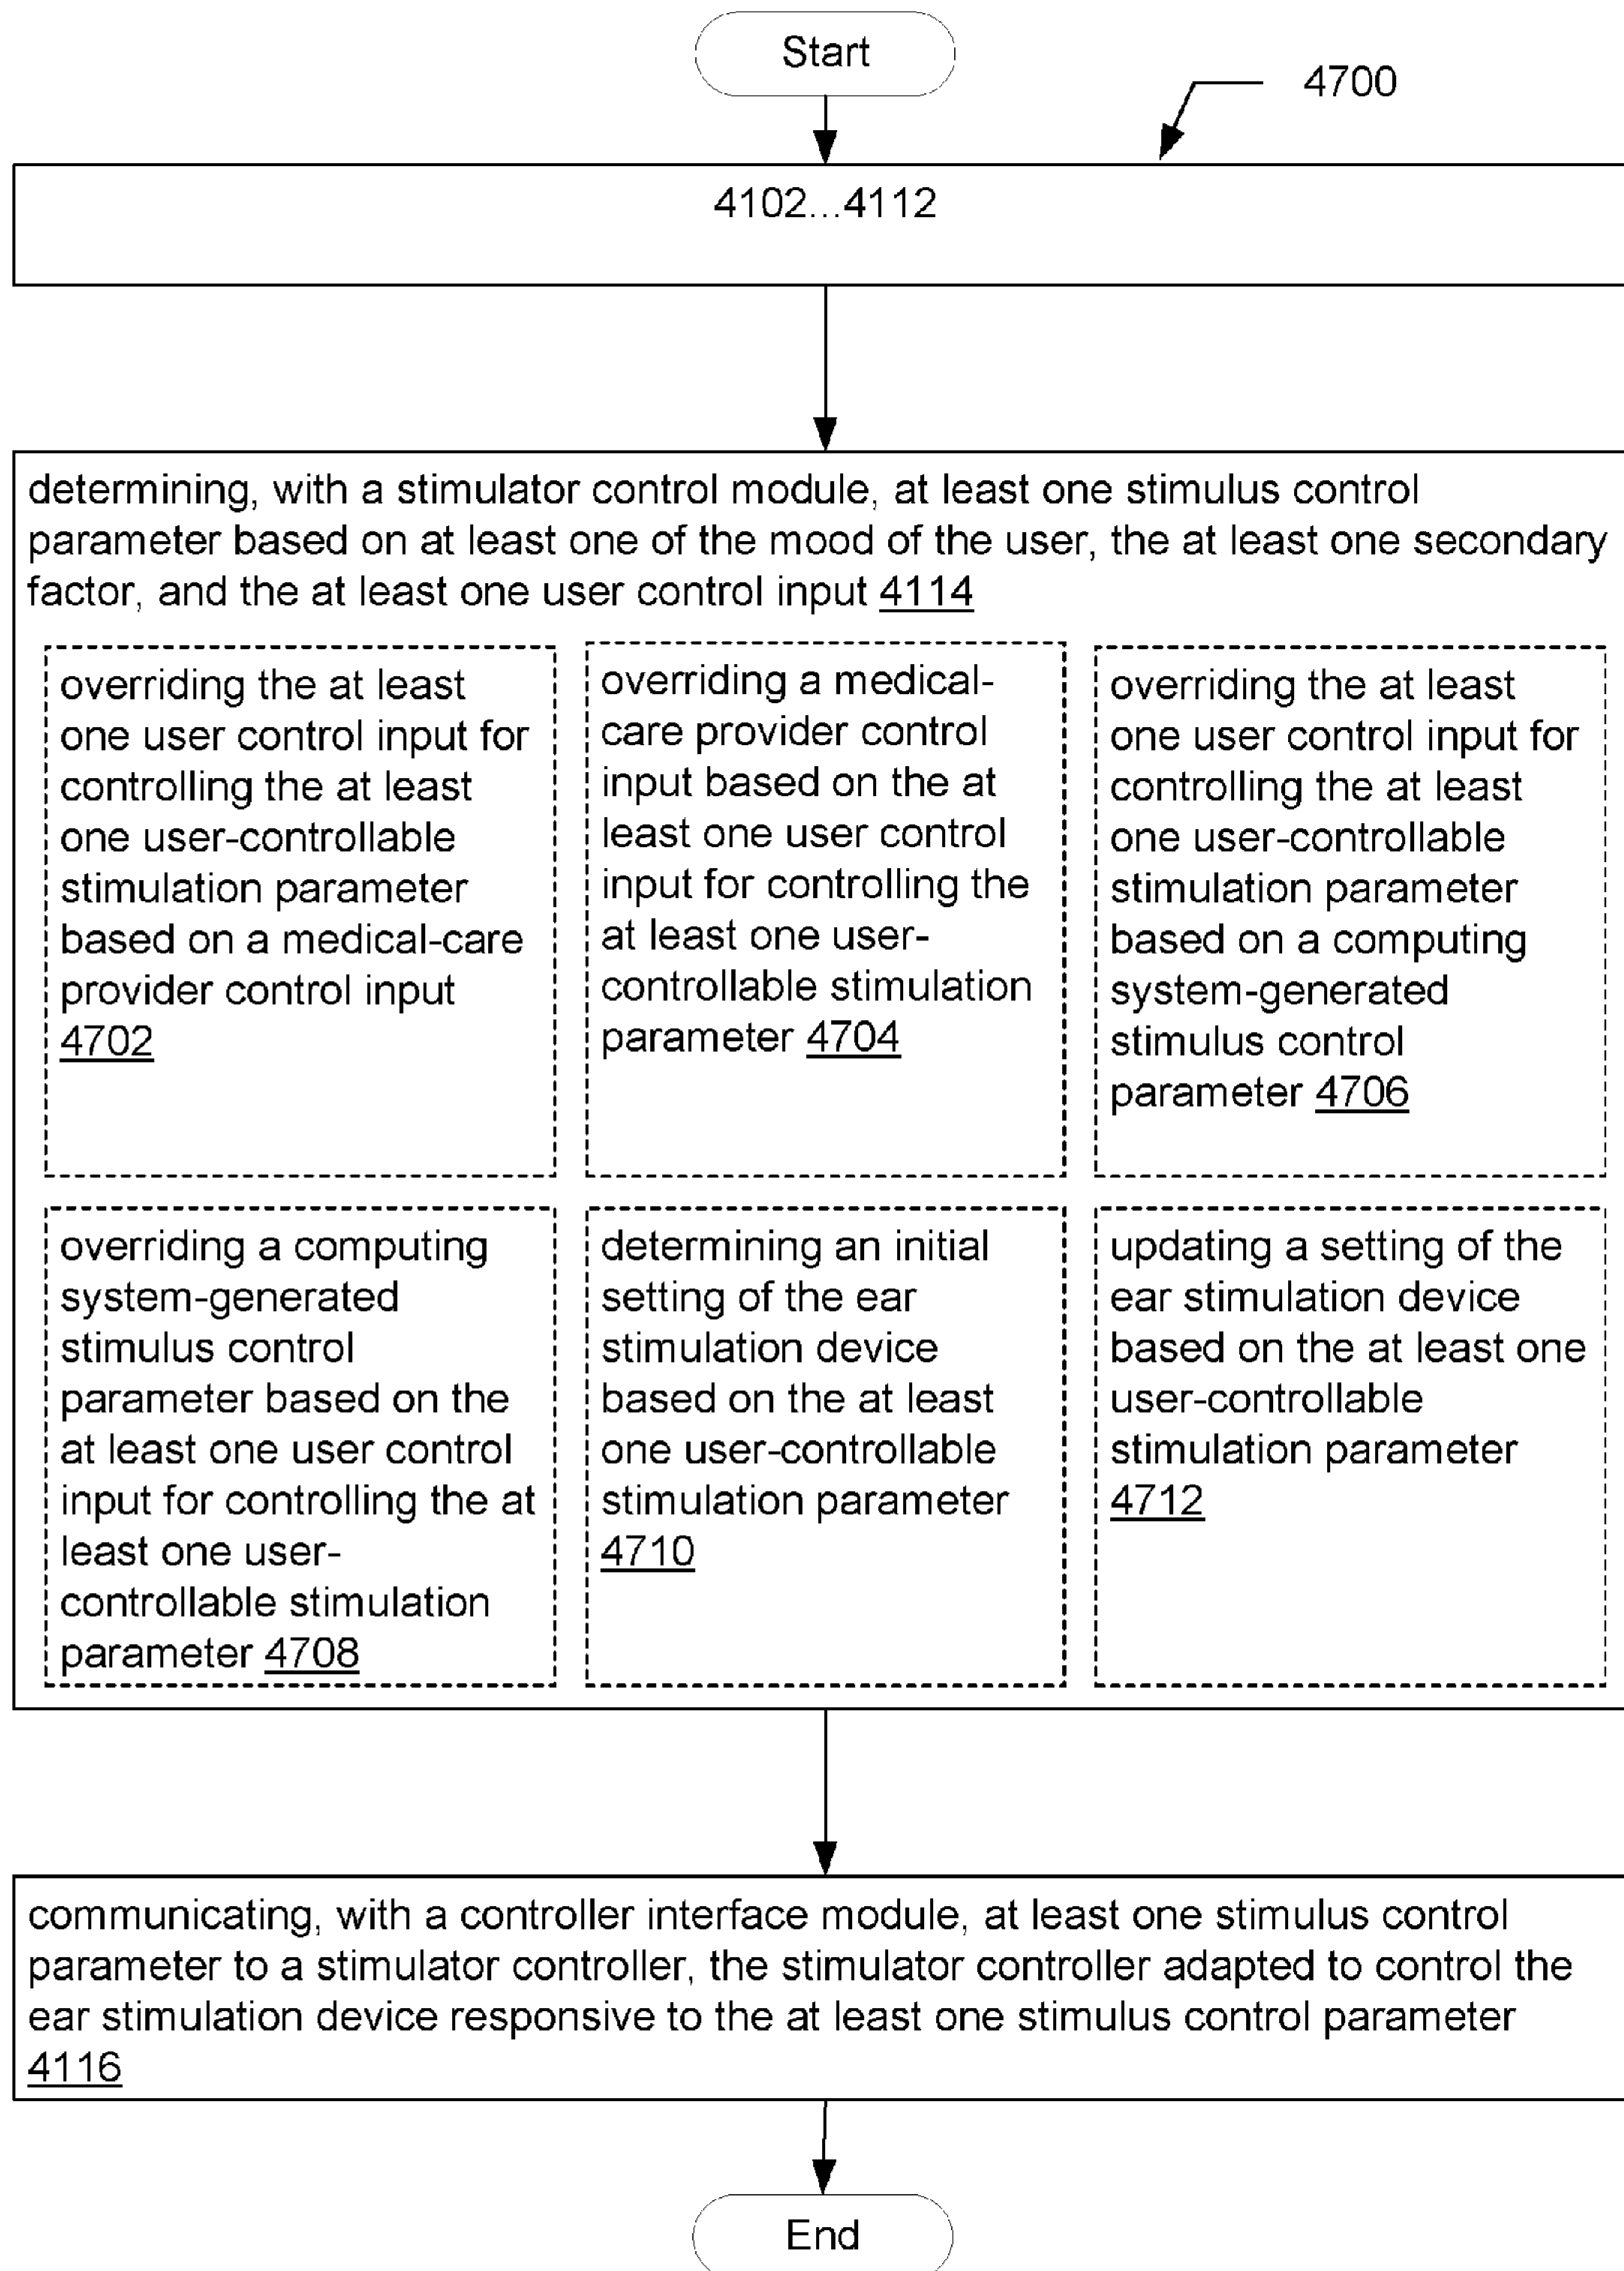 Start
4700
4102...4112
determining, with a stimulator control module, at least one stimulus control
parameter based on at least one of the mood of the user, the at least one secondary
factor, and the at least one user control input 4114
overriding the at least
one user control input for
controlling the at least
one user-controllable
stimulation parameter
based on a medical-care
provider control input
4702
overriding a medical-
care provider control
input based on the at
least one user control
input for controlling the
at least one user-
controllable stimulation
parameter 4704
overriding the at least
one user control input for
controlling the at least
one user-controllable
stimulation parameter
based on a computing
system-generated
stimulus control
parameter 4706
overriding a computing
system-generated
stimulus control
parameter based on the
at least one user control
input for controlling the at
least one user-
controllable stimulation
parameter 4708
determining an initial
setting of the ear
stimulation device
based on the at least
one user-controllable
stimulation parameter
4710
updating a setting of the
ear stimulation device
based on the at least one
user-controllable
stimulation parameter
4712
communicating, with a controller interface module, at least one stimulus control
parameter to a stimulator controller, the stimulator controller adapted to control the
ear stimulation device responsive to the at least one stimulus control parameter
4116
End